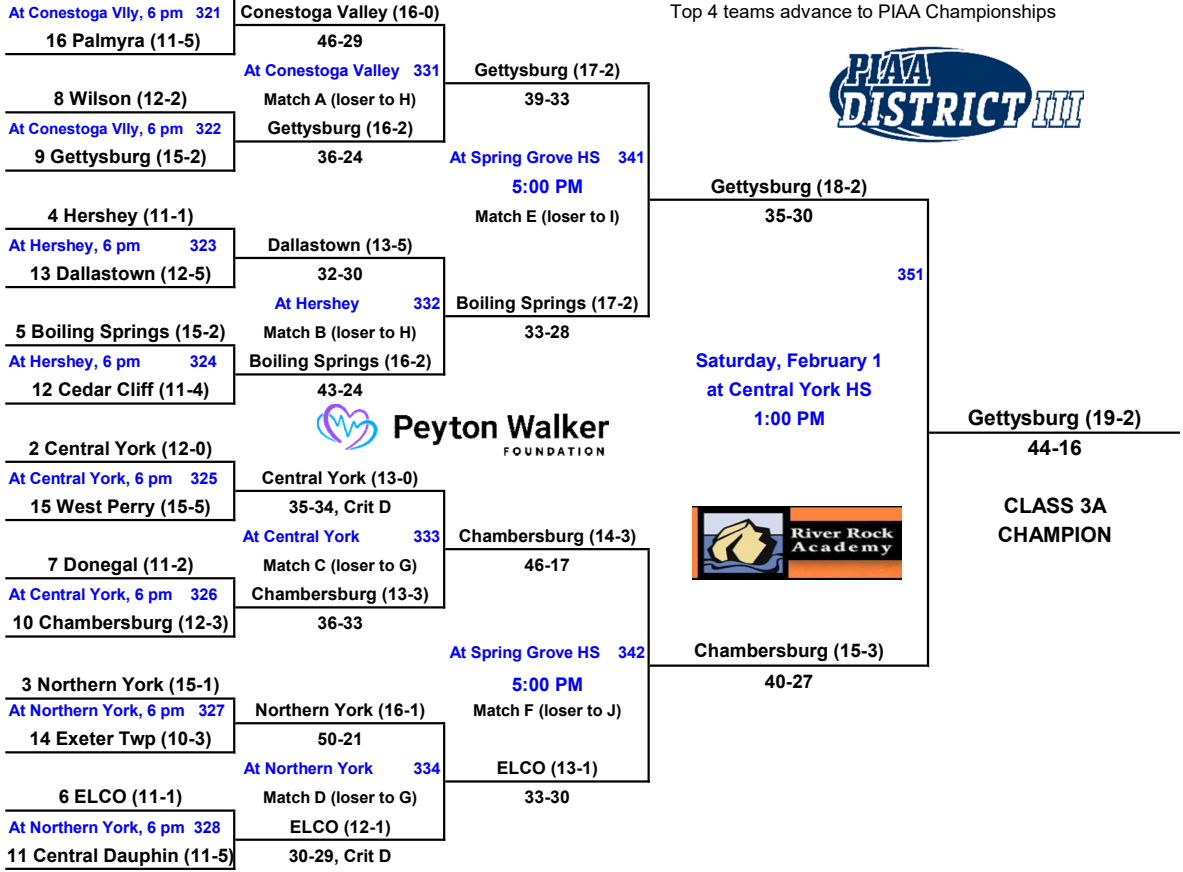 At Conestoga Vlly, 6 pm 321
Conestoga Valley (16-0)
Top 4 teams advance to PIAA Championships
16 Palmyra (11-5)
46-29
At Conestoga Valley 331
Gettysburg (17-2)
PIAA
DISTRICT III
8 Wilson (12-2)
Match A (loser to H)
39-33
At Conestoga Vlly, 6 pm 322
Gettysburg (16-2)
9 Gettysburg (15-2)
36-24
At Spring Grove HS 341
5:00 PM
Gettysburg (18-2)
4 Hershey (11-1)
Match E (loser to I)
35-30
At Hershey, 6 pm 323
Dallastown (13-5)
13 Dallastown (12-5)
32-30
351
At Hershey 332
Boiling Springs (17-2)
5 Boiling Springs (15-2)
Match B (loser to H)
33-28
At Hershey, 6 pm 324
Boiling Springs (16-2)
Saturday, February 1
12 Cedar Cliff (11-4)
43-24
at Central York HS
1:00 PM
Peyton Walker
FOUNDATION
Gettysburg (19-2)
2 Central York (12-0)
44-16
At Central York, 6 pm 325
Central York (13-0)
15 West Perry (15-5)
35-34, Crit D
CLASS 3A
At Central York 333
Chambersburg (14-3)
River Rock
Academy
CHAMPION
7 Donegal (11-2)
Match C (loser to G)
46-17
At Central York, 6 pm 326
Chambersburg (13-3)
10 Chambersburg (12-3)
36-33
At Spring Grove HS 342
Chambersburg (15-3)
3 Northern York (15-1)
5:00 PM
40-27
At Northern York, 6 pm 327
Northern York (16-1)
Match F (loser to J)
14 Exeter Twp (10-3)
50-21
At Northern York 334
ELCO (13-1)
6 ELCO (11-1)
Match D (loser to G)
33-30
At Northern York, 6 pm 328
ELCO (12-1)
11 Central Dauphin (11-5)
30-29, Crit D